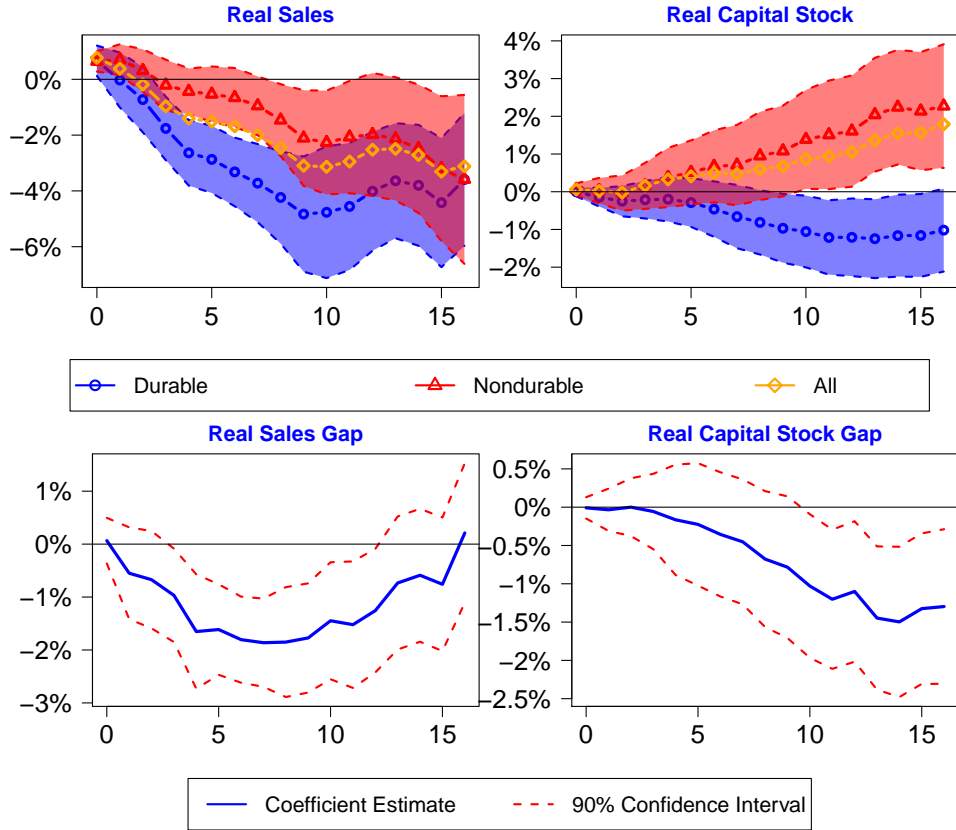 Real Sales
0%
−2%
−4%
−6%
0 5 10 15
Real Capital Stock
4%
3%
2%
1%
0%
−1%
−2%
0 5 10 15
Durable Nondurable All
Real Sales Gap
1%
0%
−1%
−2%
−3%
0 5 10 15
Real Capital Stock Gap
0.5%
0%
−0.5%
−1%
−1.5%
−2%
−2.5%
0 5 10 15
Coefficient Estimate 90% Confidence Interval